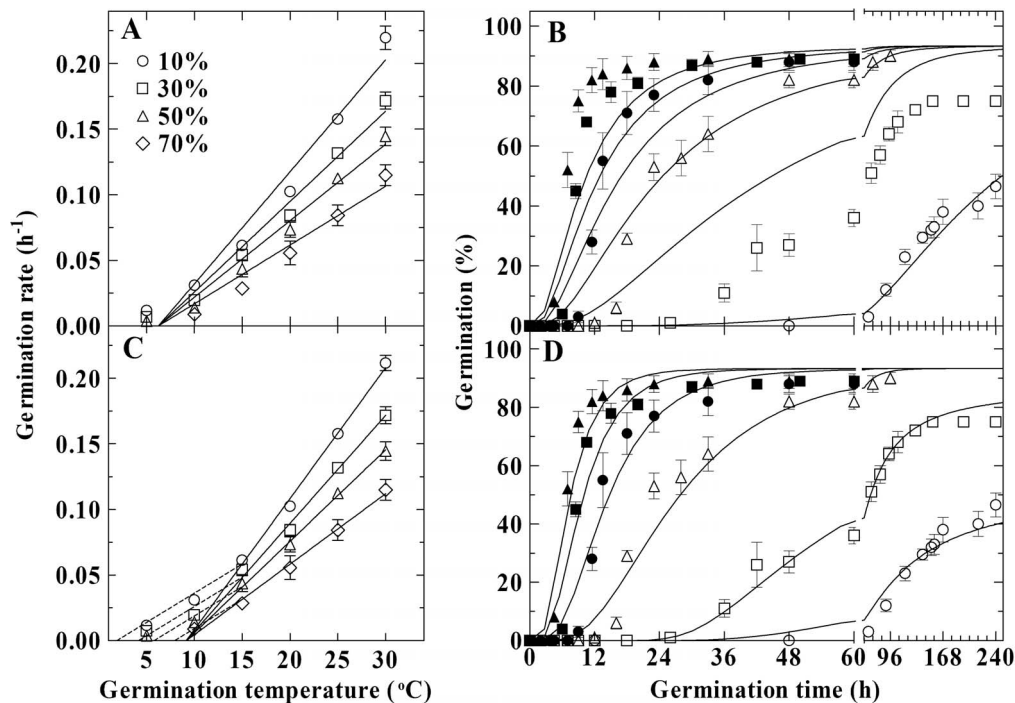 A
10%
30%
50%
70%
0.20
0.15
0.10
0.05
0.00
B
100
80
60
40
20
0
C
0.20
0.15
0.10
0.05
0.00
5 10 15 20 25 30
Germination temperature (°C)
Germination rate (h-1)
D
100
80
60
40
20
0
0 12 24 36 48 60 96 168 240
Germination time (h)
Germination (%)